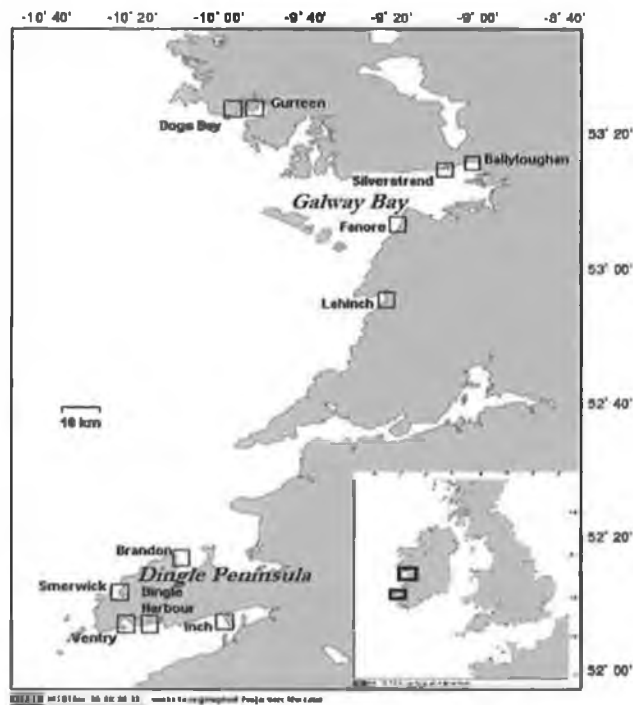 -10° 40' -10° 20' -10° 00' -9° 40' -9° 20' -9° 00' -8° 40'
Gurteen
Dogs Bay
53° 20'
Ballyloughan
Silverstrand
Galway Bay
Fanore
53° 00'
Lahinch
52° 40'
10 km
52° 20'
Brandon
Dingle Peninsula
Smerwick
Dingle
Harbour
Ventry
Inch
52° 00'